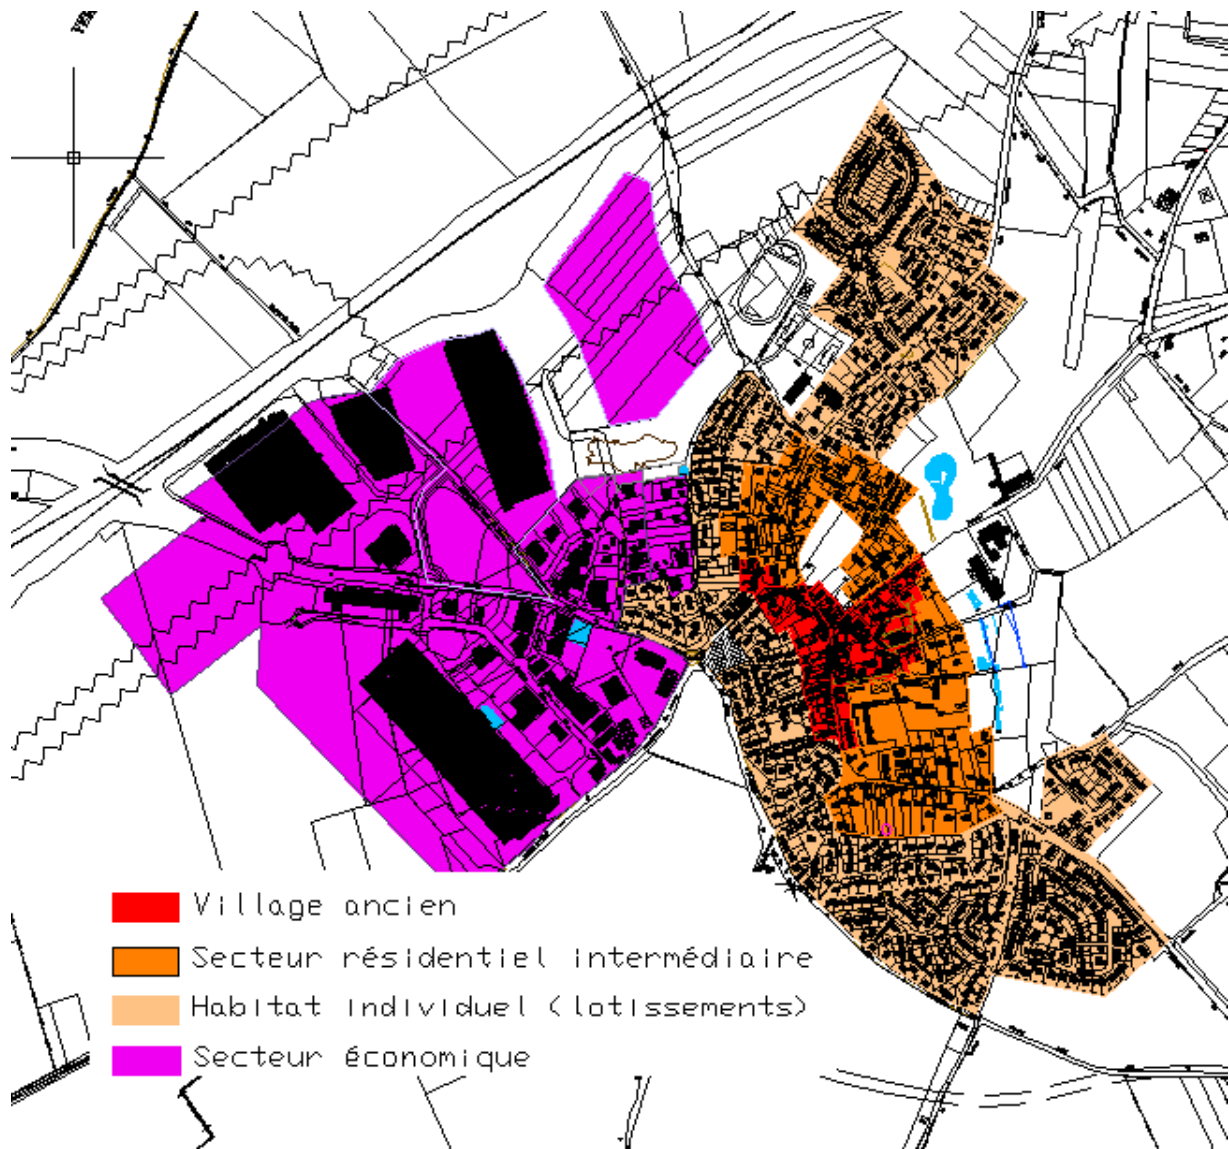 Village ancien
Secteur résidentiel intermédiaire
Habitat individuel (lotissements)
Secteur économique